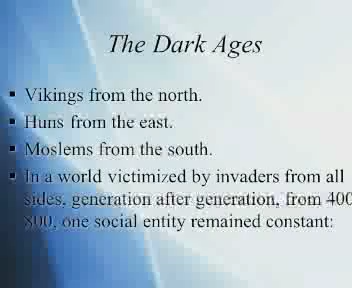 The Dark Ages
Vikings from the north.
Huns from the east.
Moslems from the south.
In a world victimized by invaders from all
sides, generation after generation, from 400
800, one social entity remained constant: